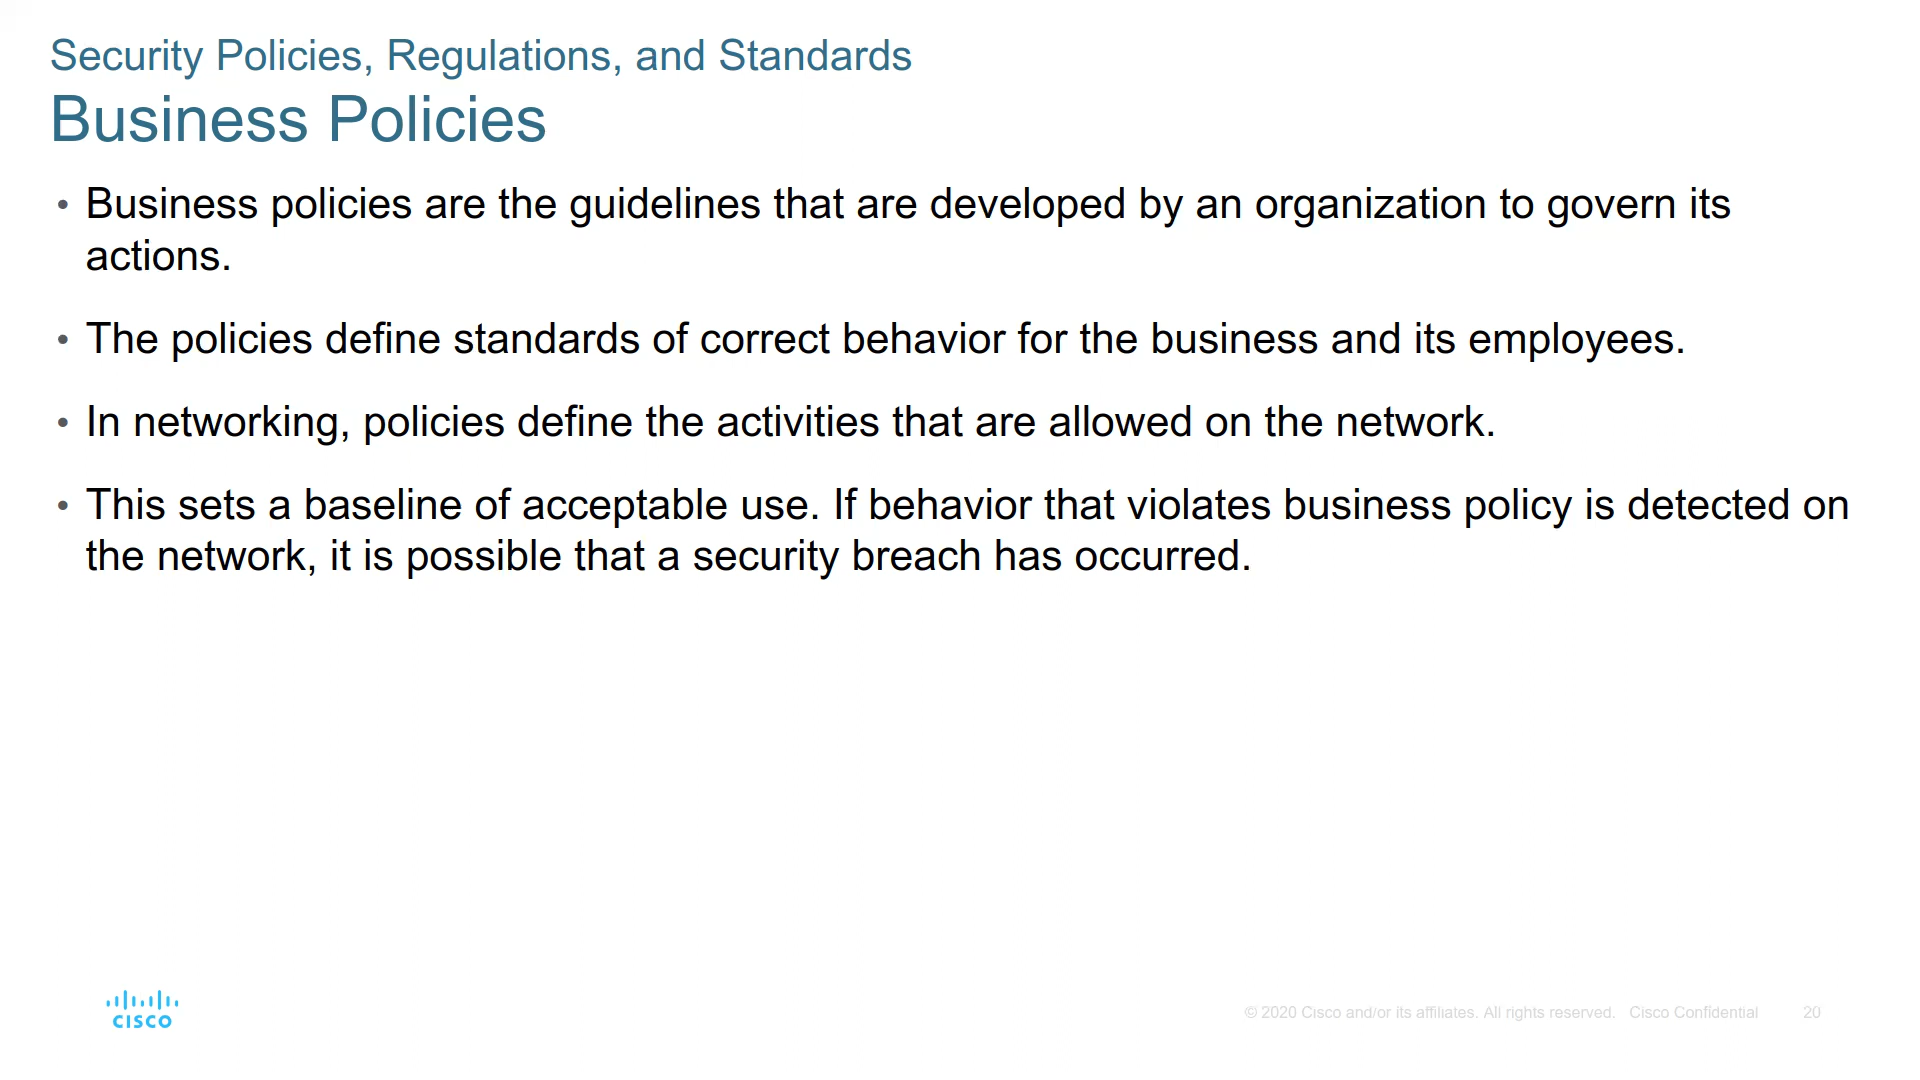 Security Policies, Regulations, and Standards
Business Policies
• Business policies are the guidelines that are developed by an organization to govern its
actions.
• The policies define standards of correct behavior for the business and its employees.
• In networking, policies define the activities that are allowed on the network.
• This sets a baseline of acceptable use. If behavior that violates business policy is detected on
the network, it is possible that a security breach has occurred.
CISCO
© 2020 Cisco and/or its affiliates. All rights reserved. Cisco Confidential 20